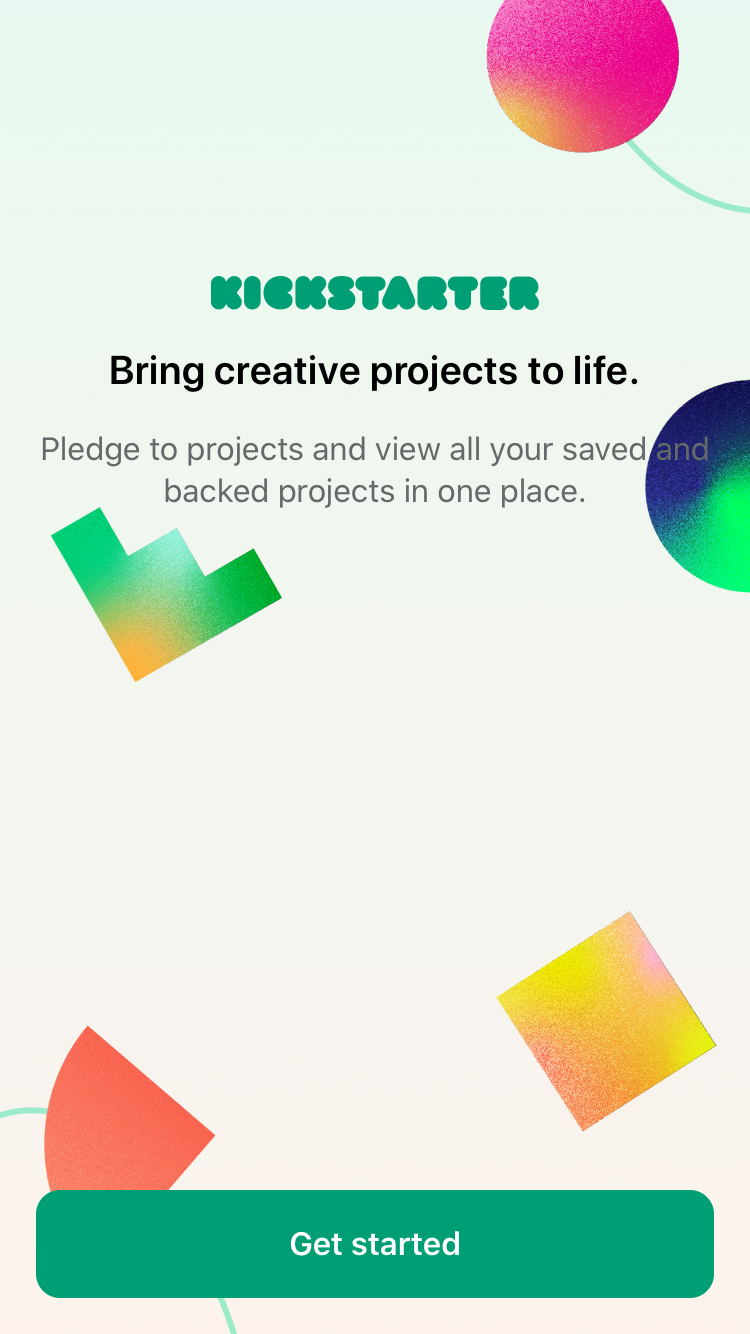 KICKSTARTER
Bring creative projects to life.
Pledge to projects and view all your saved and
backed projects in one place.
Get started